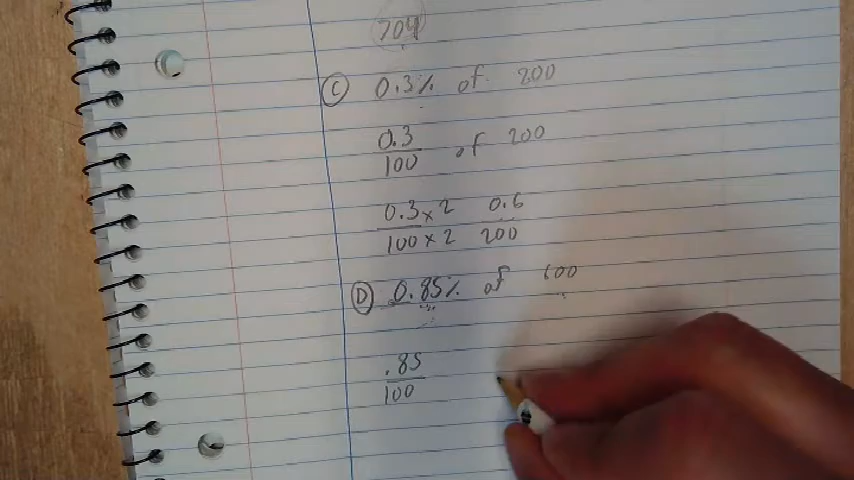 704
C 0.3% of 200
0.3
100 of 200
0.3 x 2 0.6
100 x 2 200
D 0.85% of 100
.85
100